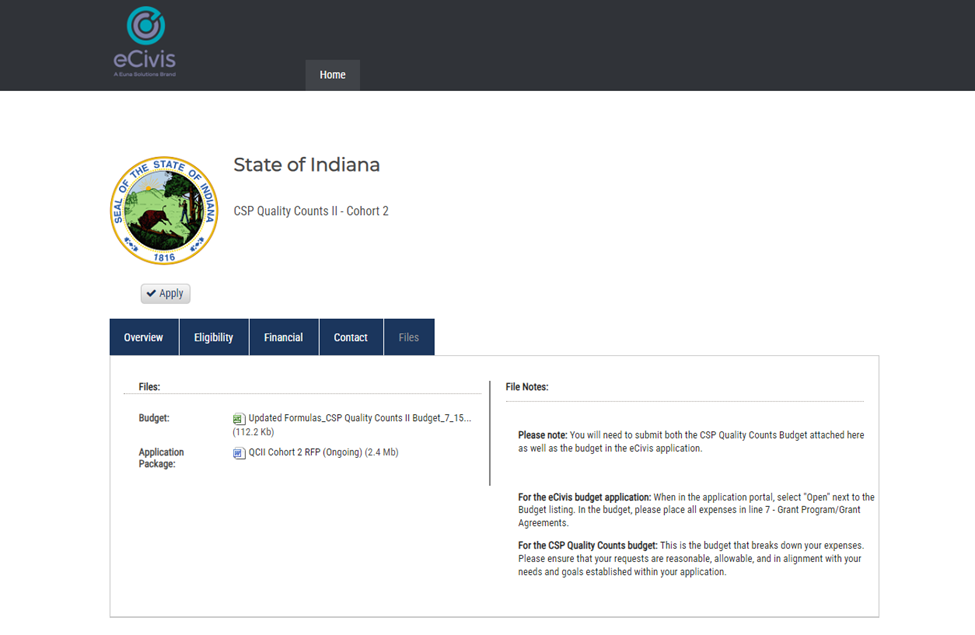 eCivis
A Euna Solutions Brand
Home
SEAL OF THE STATE OF INDIANA
1816
State of Indiana
CSP Quality Counts II - Cohort 2
Apply
Overview
Eligibility
Financial
Contact
Files
Files:
Budget:
Updated Formulas_CSP Quality Counts II Budget_7_15...
(112.2 Kb)
Application
Package:
QCII Cohort 2 RFP (Ongoing) (2.4 Mb)
File Notes:
Please note: You will need to submit both the CSP Quality Counts Budget attached here
as well as the budget in the eCivis application.
For the eCivis budget application: When in the application portal, select "Open" next to the
Budget listing. In the budget, please place all expenses in line 7 - Grant Program/Grant
Agreements.
For the CSP Quality Counts budget: This is the budget that breaks down your expenses.
Please ensure that your requests are reasonable, allowable, and in alignment with your
needs and goals established within your application.